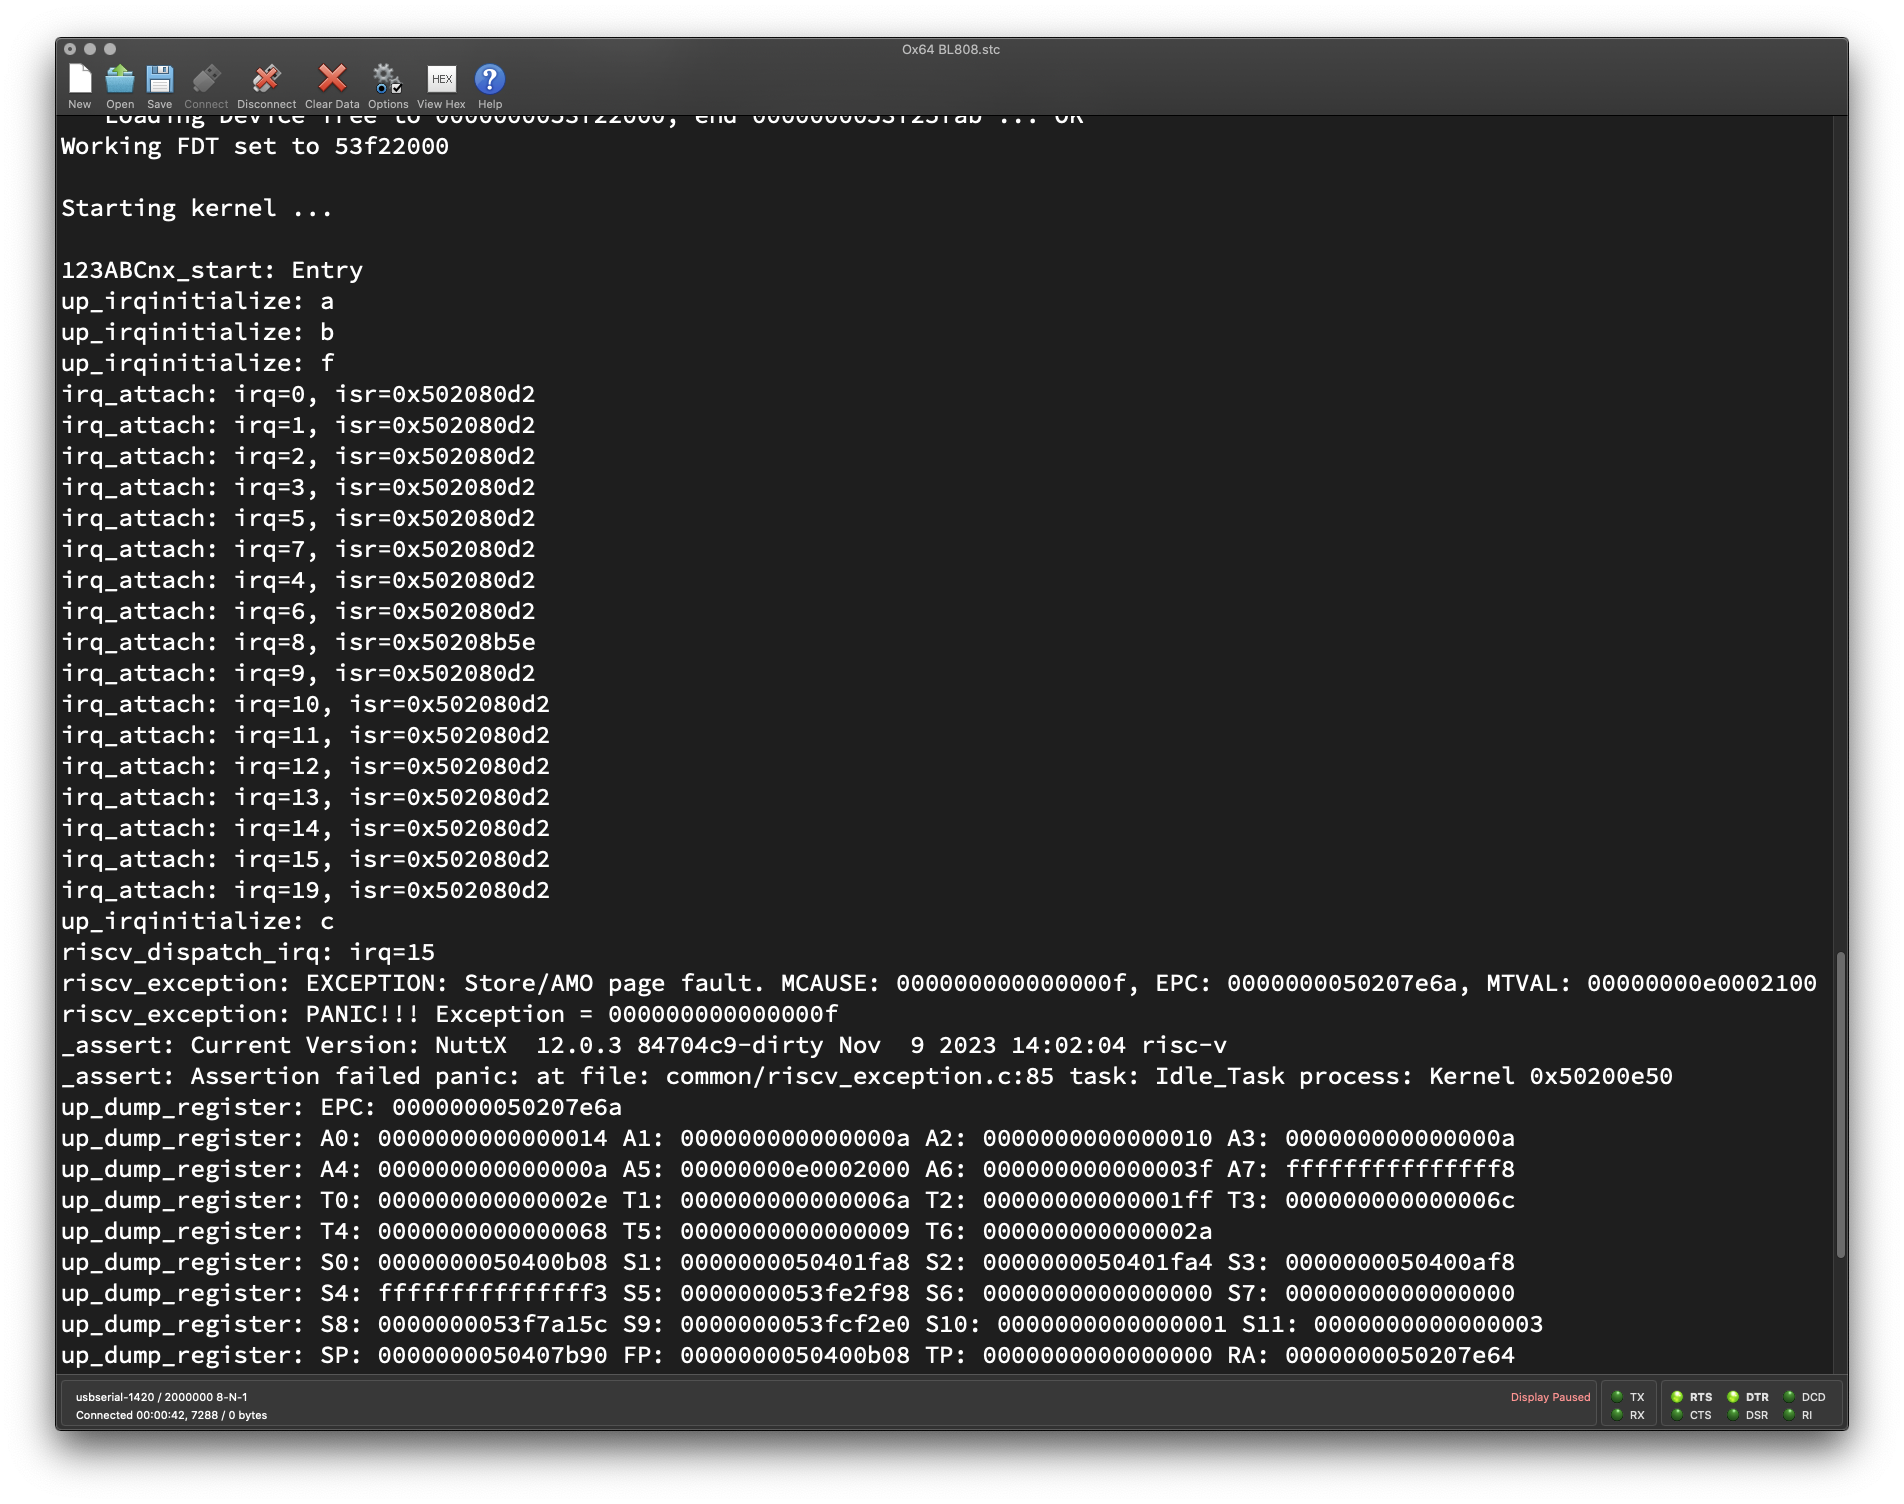 Ox64 BL808.stc
HEX ?
New Open Save Connect Disconnect Clear Data Options View Hex Help
Loading Device Tree to 0000000053f22000, end 0000000053f25fab ... OK
Working FDT set to 53f22000
Starting kernel ...
123ABCnx_start: Entry
up_irqinitialize: a
up_irqinitialize: b
up_irqinitialize: f
irq_attach: irq=0, isr=0x502080d2
irq_attach: irq=1, isr=0x502080d2
irq_attach: irq=2, isr=0x502080d2
irq_attach: irq=3, isr=0x502080d2
irq_attach: irq=5, isr=0x502080d2
irq_attach: irq=7, isr=0x502080d2
irq_attach: irq=4, isr=0x502080d2
irq_attach: irq=6, isr=0x502080d2
irq_attach: irq=8, isr=0x50208b5e
irq_attach: irq=9, isr=0x502080d2
irq_attach: irq=10, isr=0x502080d2
irq_attach: irq=11, isr=0x502080d2
irq_attach: irq=12, isr=0x502080d2
irq_attach: irq=13, isr=0x502080d2
irq_attach: irq=14, isr=0x502080d2
irq_attach: irq=15, isr=0x502080d2
irq_attach: irq=19, isr=0x502080d2
up_irqinitialize: c
riscv_dispatch_irq: irq=15
riscv_exception: EXCEPTION: Store/AMO page fault. MCAUSE: 000000000000000f, EPC: 0000000050207e6a, MTVAL: 00000000e0002100
riscv_exception: PANIC!!! Exception = 000000000000000f
_assert: Current Version: NuttX  12.0.3 84704c9-dirty Nov  9 2023 14:02:04 risc-v
_assert: Assertion failed panic: at file: common/riscv_exception.c:85 task: Idle_Task process: Kernel 0x50200e50
up_dump_register: EPC: 0000000050207e6a
up_dump_register: A0: 0000000000000014 A1: 000000000000000a A2: 0000000000000010 A3: 000000000000000a
up_dump_register: A4: 000000000000000a A5: 00000000e0002000 A6: 000000000000003f A7: fffffffffffffff8
up_dump_register: T0: 000000000000002e T1: 000000000000006a T2: 00000000000001ff T3: 000000000000006c
up_dump_register: T4: 0000000000000068 T5: 0000000000000009 T6: 000000000000002a
up_dump_register: S0: 0000000050400b08 S1: 0000000050401fa8 S2: 0000000050401fa4 S3: 0000000050400af8
up_dump_register: S4: fffffffffffffff3 S5: 0000000053fe2f98 S6: 0000000000000000 S7: 0000000000000000
up_dump_register: S8: 0000000053f7a15c S9: 0000000053fcf2e0 S10: 0000000000000001 S11: 0000000000000003
up_dump_register: SP: 0000000050407b90 FP: 0000000050400b08 TP: 0000000000000000 RA: 0000000050207e64
usbserial-1420 / 2000000 8-N-1 Display Paused TX RTS DTR DCD
Connected 00:00:42, 7288 / 0 bytes RX CTS DSR RI